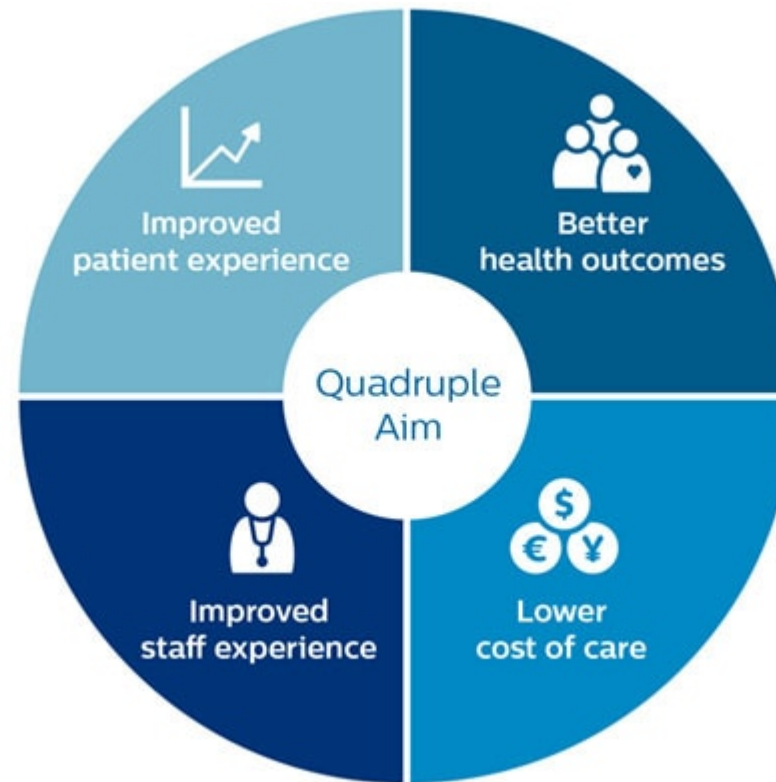 Improved
patient experience
Better
health outcomes
Quadruple
Aim
Improved
staff experience
$
€ ¥
Lower
cost of care